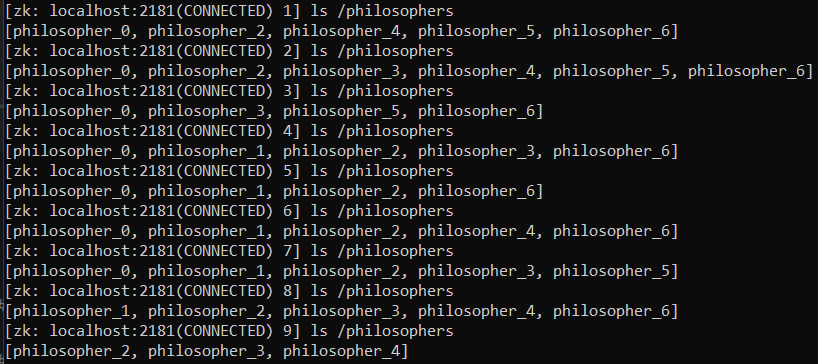 [zk: localhost:2181(CONNECTED) 1] ls /philosophers
[philosopher_0, philosopher_2, philosopher_4, philosopher_5, philosopher_6]
[zk: localhost:2181(CONNECTED) 2] ls /philosophers
[philosopher_0, philosopher_2, philosopher_3, philosopher_4, philosopher_5, philosopher_6]
[zk: localhost:2181(CONNECTED) 3] ls /philosophers
[philosopher_0, philosopher_3, philosopher_5, philosopher_6]
[zk: localhost:2181(CONNECTED) 4] ls /philosophers
[philosopher_0, philosopher_1, philosopher_2, philosopher_3, philosopher_6]
[zk: localhost:2181(CONNECTED) 5] ls /philosophers
[philosopher_0, philosopher_1, philosopher_2, philosopher_6]
[zk: localhost:2181(CONNECTED) 6] ls /philosophers
[philosopher_0, philosopher_1, philosopher_2, philosopher_4, philosopher_6]
[zk: localhost:2181(CONNECTED) 7] ls /philosophers
[philosopher_0, philosopher_1, philosopher_2, philosopher_3, philosopher_5]
[zk: localhost:2181(CONNECTED) 8] ls /philosophers
[philosopher_1, philosopher_2, philosopher_3, philosopher_4, philosopher_6]
[zk: localhost:2181(CONNECTED) 9] ls /philosophers
[philosopher_2, philosopher_3, philosopher_4]